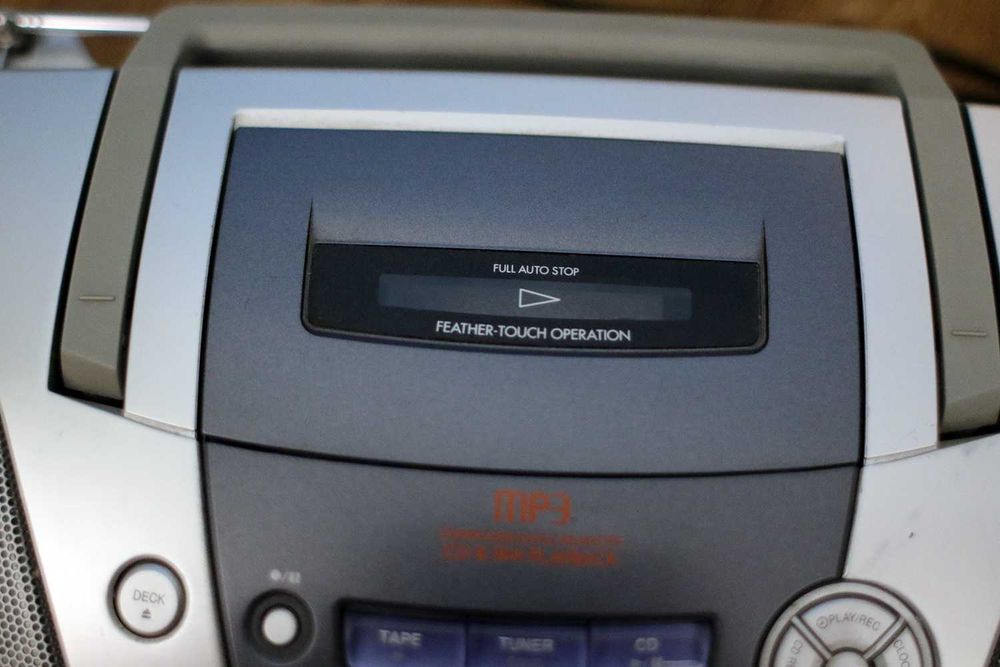 FULL AUTO STOP
FEATHER-TOUCH OPERATION
MP3
DECK
TAPE
TUNER
CD
PLAY/REC